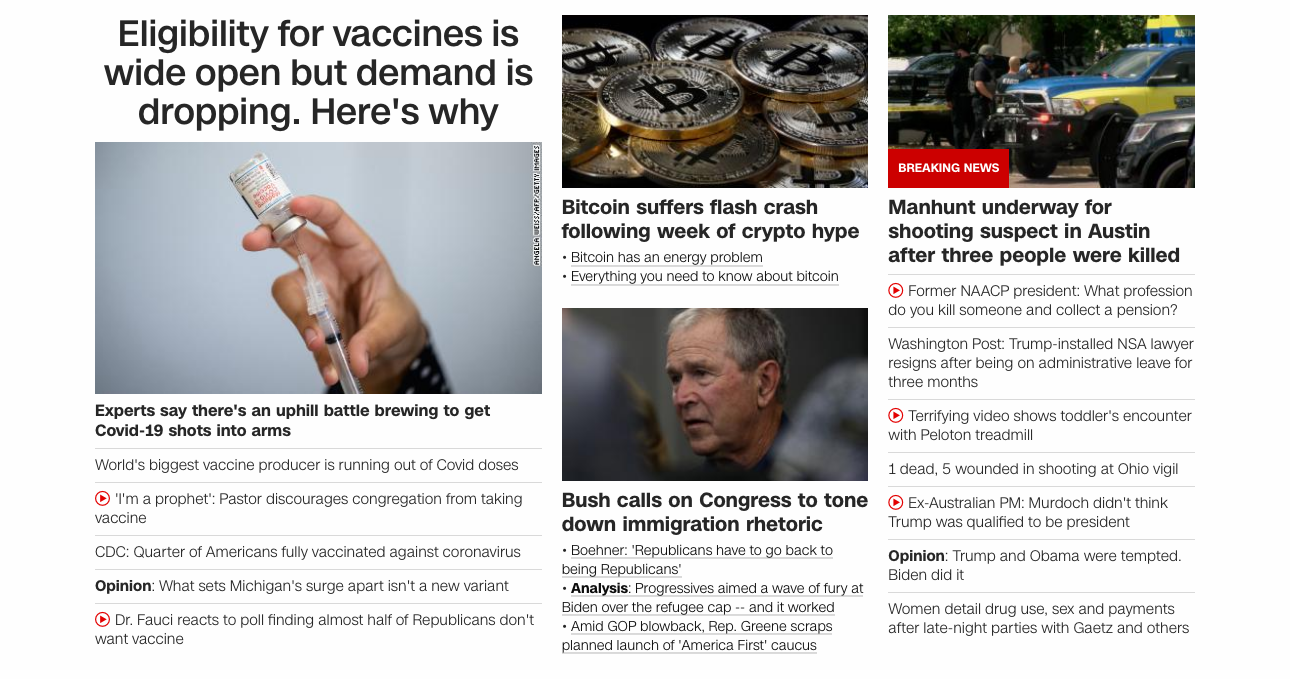 Eligibility for vaccines is
wide open but demand is
dropping. Here's why
ANGELA WEISS/AFP/GETTY IMAGES
Experts say there's an uphill battle brewing to get
Covid-19 shots into arms
World's biggest vaccine producer is running out of Covid doses
'I'm a prophet': Pastor discourages congregation from taking
vaccine
CDC: Quarter of Americans fully vaccinated against coronavirus
Opinion: What sets Michigan's surge apart isn't a new variant
Dr. Fauci reacts to poll finding almost half of Republicans don't
want vaccine
Bitcoin suffers flash crash
following week of crypto hype
• Bitcoin has an energy problem
• Everything you need to know about bitcoin
Bush calls on Congress to tone
down immigration rhetoric
• Boehner: 'Republicans have to go back to
being Republicans'
• Analysis: Progressives aimed a wave of fury at
Biden over the refugee cap -- and it worked
• Amid GOP blowback, Rep. Greene scraps
planned launch of 'America First' caucus
BREAKING NEWS
Manhunt underway for
shooting suspect in Austin
after three people were killed
Former NAACP president: What profession
do you kill someone and collect a pension?
Washington Post: Trump-installed NSA lawyer
resigns after being on administrative leave for
three months
Terrifying video shows toddler's encounter
with Peloton treadmill
1 dead, 5 wounded in shooting at Ohio vigil
Ex-Australian PM: Murdoch didn't think
Trump was qualified to be president
Opinion: Trump and Obama were tempted.
Biden did it
Women detail drug use, sex and payments
after late-night parties with Gaetz and others